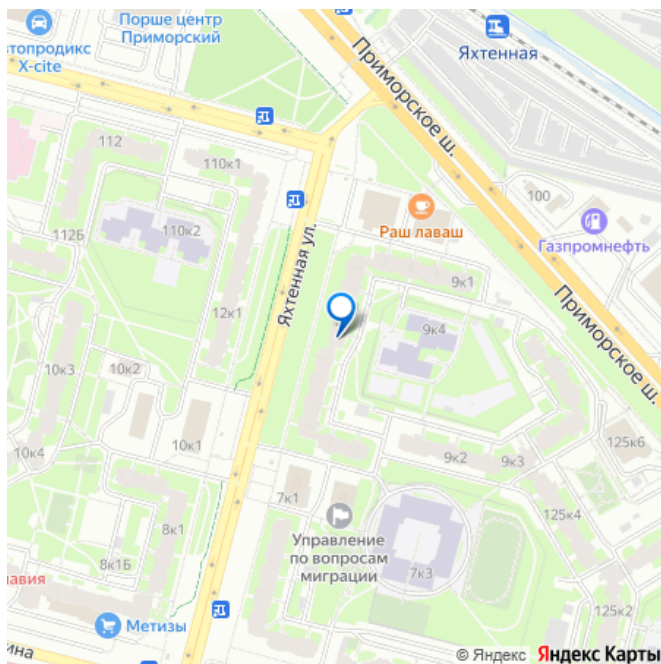 Порше центр
Приморский
втопродикс
X-cite
Яхтенная
Приморское ш.
112
110к1
100
Раш лаваш
Газпромнефть
110к2
112Б
Яхтенная ул.
9к1
12к1
9к4
Приморское ш.
10к3
10к2
10к1
10к4
9к2
9к3
125к6
7к1
125к4
8к1
Управление
по вопросам
миграции
7к3
8к1Б
лавия
125к2
Метизы
ина
© Яндекс Яндекс Карты